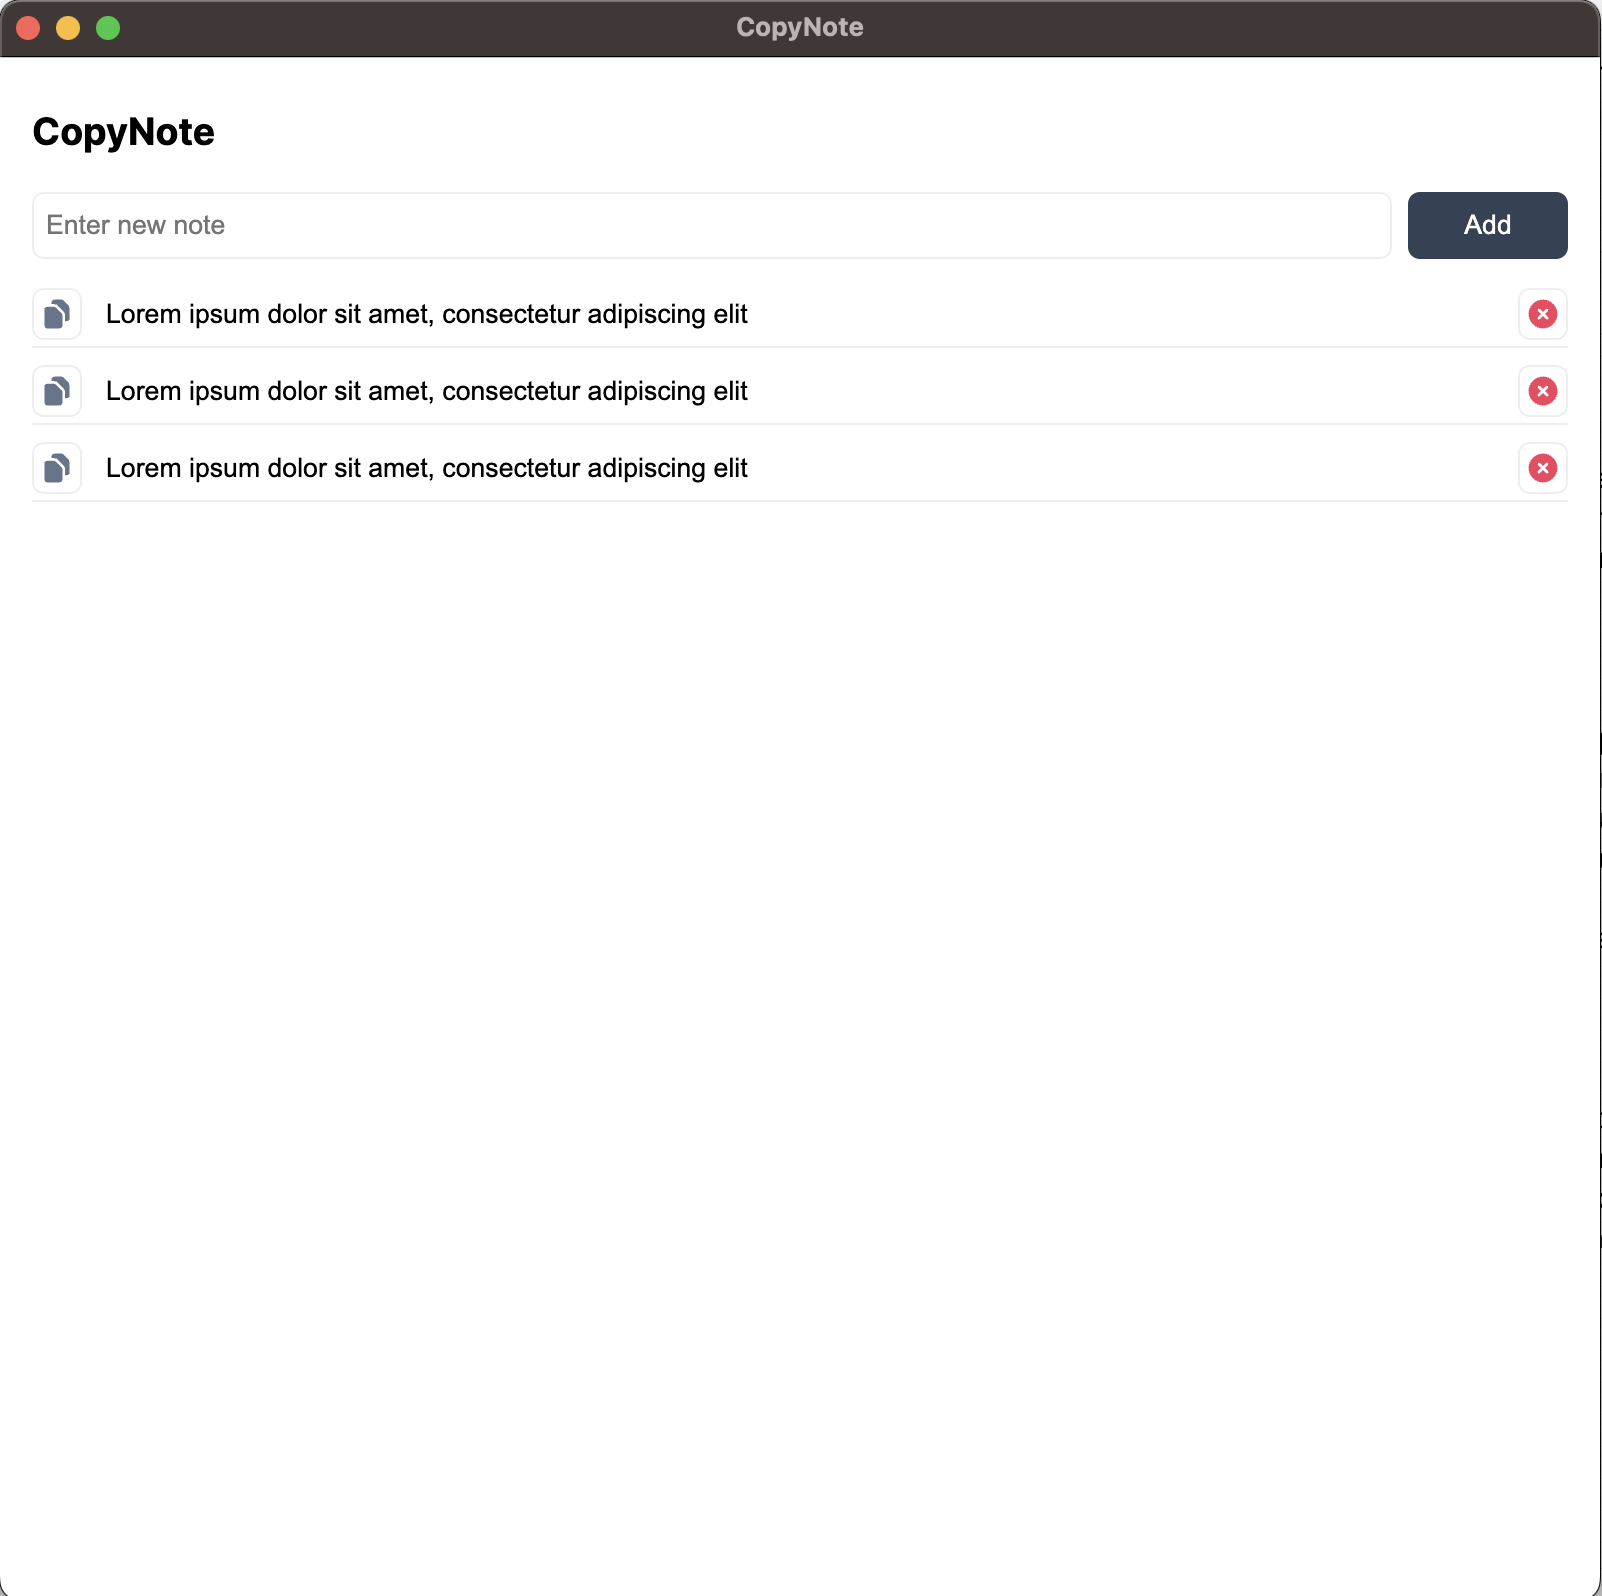 CopyNote
CopyNote
Enter new note
Add
Lorem ipsum dolor sit amet, consectetur adipiscing elit
Lorem ipsum dolor sit amet, consectetur adipiscing elit
Lorem ipsum dolor sit amet, consectetur adipiscing elit